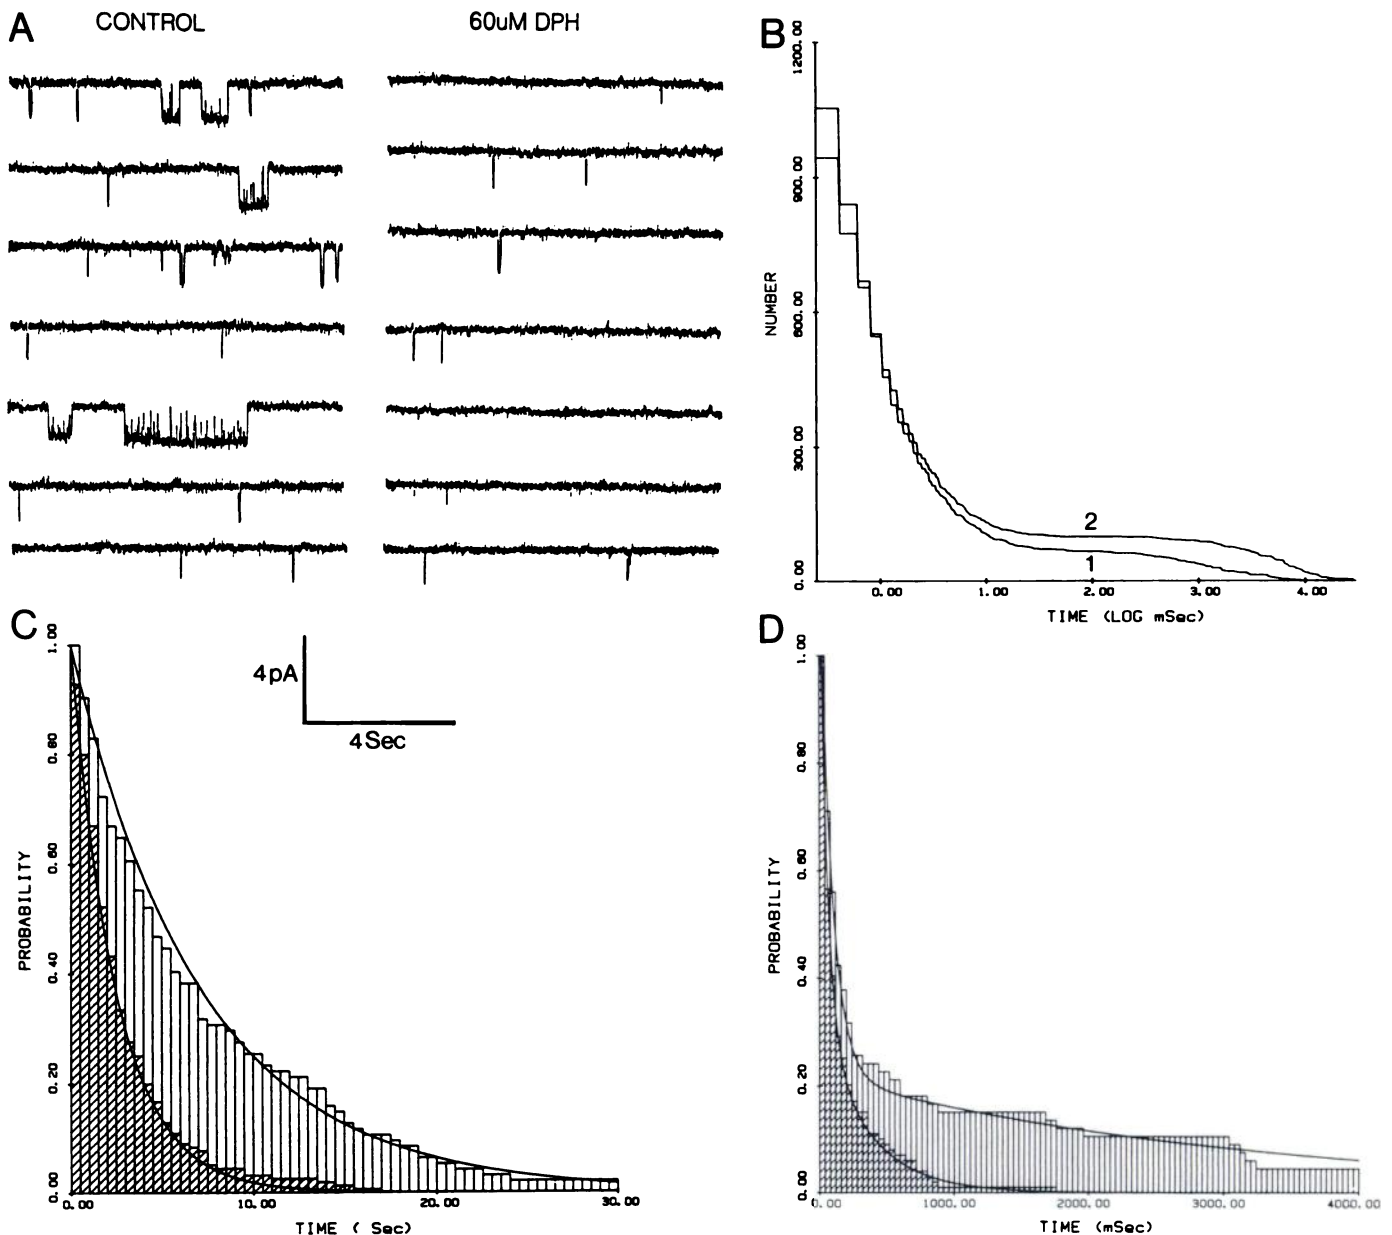 A
CONTROL
60uM DPH
B
1200.00
900.00
600.00
300.00
0.00
NUMBER
2
1
0.00 1.00 2.00 3.00 4.00
TIME (LOG mSec)
C
1.00
0.80
0.60
0.40
0.20
0.00
PROBABILITY
4pA
4Sec
0.00 10.00 20.00 30.00
TIME ( Sec)
D
1.00
0.80
0.60
0.40
0.20
0.00
PROBABILITY
0.00 1000.00 2000.00 3000.00 4000.00
TIME (mSec)